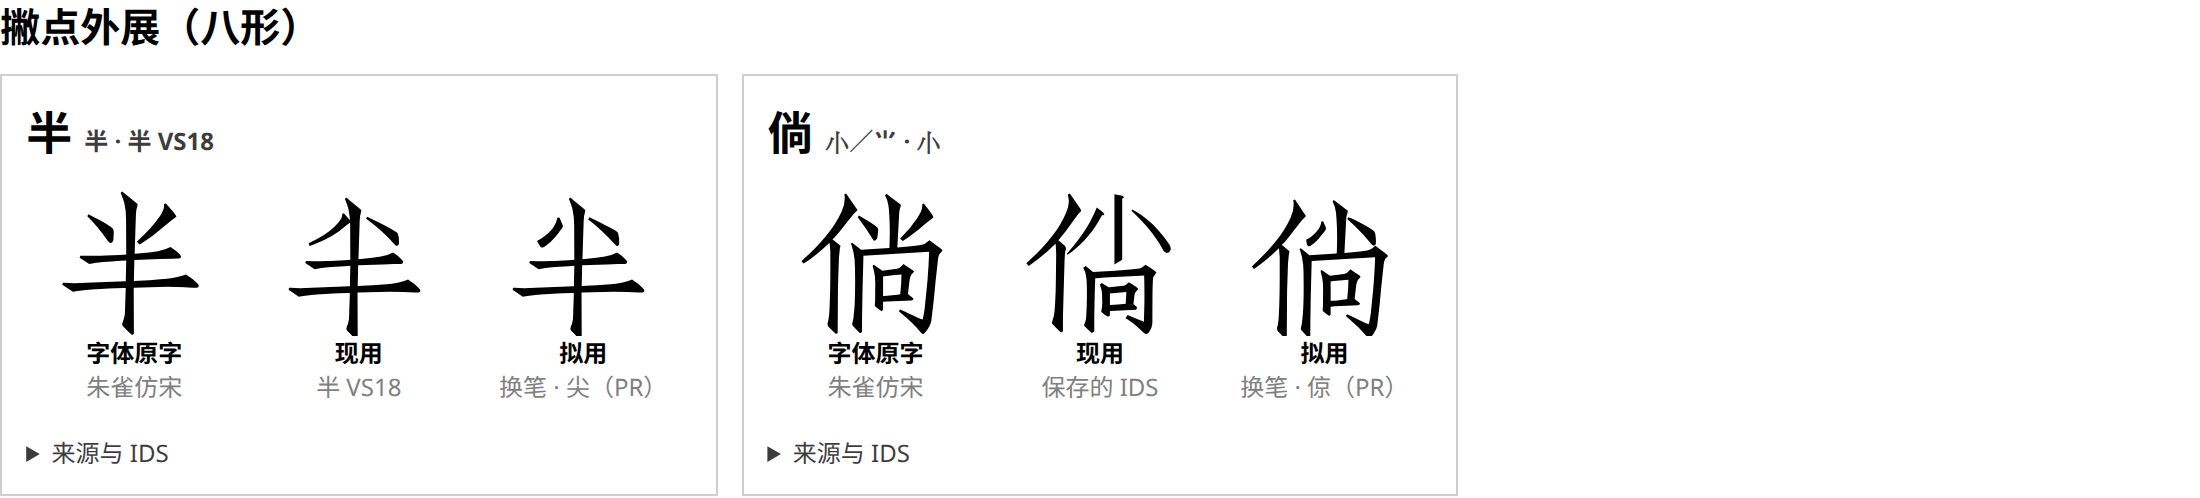 撇点外展（八形）
半 半 · 半 VS18
半 半 半
字体原字 现用 拟用
朱雀仿宋 半 VS18 换笔 · 尖（PR）
▶ 来源与 IDS
倘 小／⺌ · 小
倘 倘 倘
字体原字 现用 拟用
朱雀仿宋 保存的 IDS 换笔 · 倞（PR）
▶ 来源与 IDS